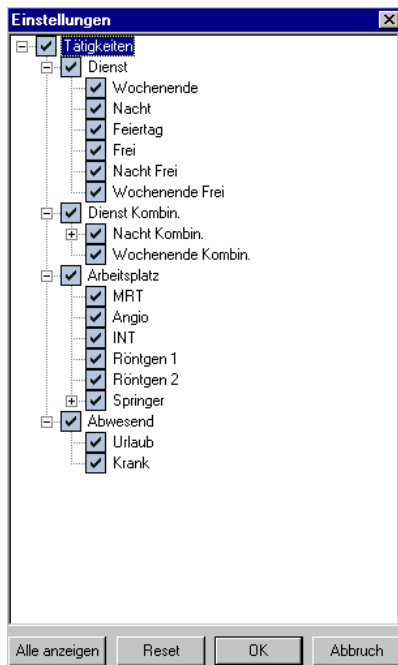 Einstellungen
Tätigkeiten
Dienst
Wochenende
Nacht
Feiertag
Frei
Nacht Frei
Wochenende Frei
Dienst Kombin.
Nacht Kombin.
Wochenende Kombin.
Arbeitsplatz
MRT
Angio
INT
Röntgen 1
Röntgen 2
Springer
Abwesend
Urlaub
Krank
Alle anzeigen Reset OK Abbruch